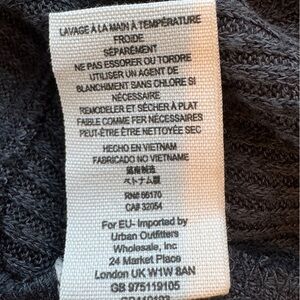 LAVAGE À LA MAIN À TEMPÉRATURE
FROIDE
SÉPARÉMENT
NE PAS ESSORER OU TORDRE
UTILISER UN AGENT DE
BLANCHIMENT SANS CHLORE SI
NÉCESSAIRE
REMODELER ET SÉCHER À PLAT
FAIBLE COMME FER NÉCESSAIRES
PEUT-ÊTRE ÊTRE NETTOYÉE SEC
HECHO EN VIETNAM
FABRICADO NO VIETNAME
越南製造
ベトナム製
RN# 66170
CA# 32054
For EU- Imported by
Urban Outfitters
Wholesale, Inc
24 Market Place
London UK W1W 8AN
GB 975119105